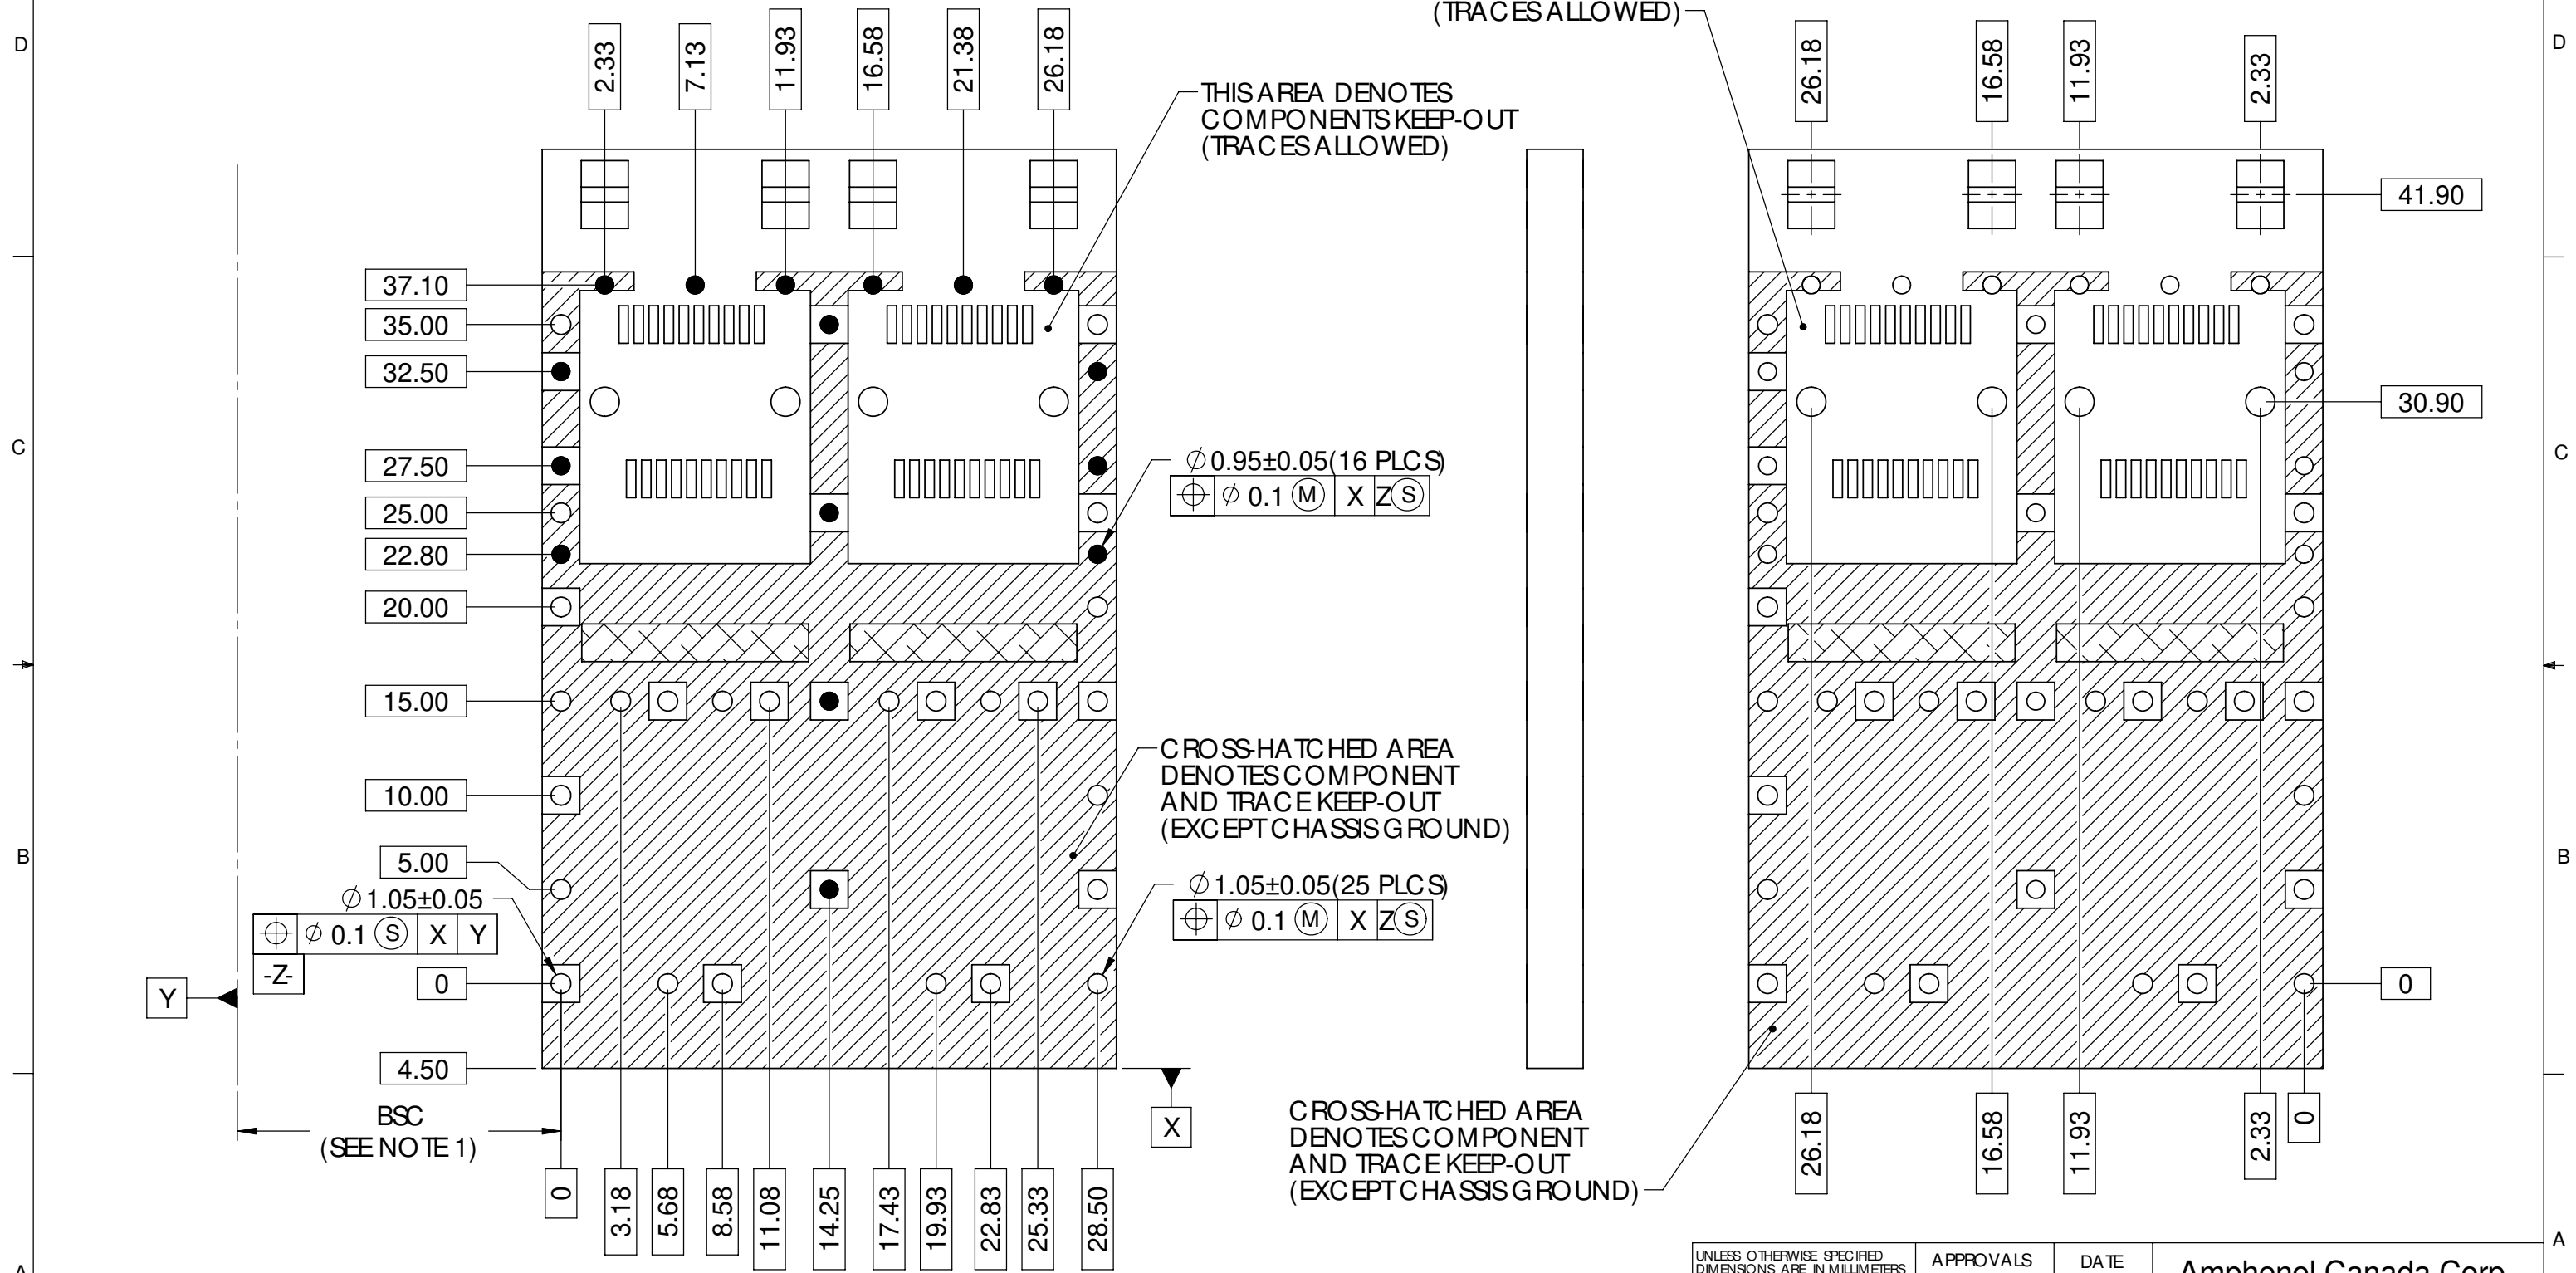 (TRACES ALLOWED)
D
D
2.33
7.13
11.93
16.58
21.38
26.18
26.18
16.58
11.93
2.33
THIS AREA DENOTES
COMPONENTS KEEP-OUT
(TRACES ALLOWED)
41.90
37.10
35.00
32.50
30.90
C
C
27.50
Ø 0.95±0.05(16 PLCS)
⌖ Ø 0.1 Ⓜ X ZⓈ
25.00
22.80
20.00
15.00
CROSS-HATCHED AREA
DENOTES COMPONENT
AND TRACE KEEP-OUT
(EXCEPT CHASSIS GROUND)
10.00
B
B
5.00
Ø 1.05±0.05
⌖ Ø 0.1 Ⓢ X Y
-Z-
Ø 1.05±0.05(25 PLCS)
⌖ Ø 0.1 Ⓜ X ZⓈ
0
0
Y
4.50
BSC
(SEE NOTE 1)
X
CROSS-HATCHED AREA
DENOTES COMPONENT
AND TRACE KEEP-OUT
(EXCEPT CHASSIS GROUND)
26.18
16.58
11.93
2.33
0
0
3.18
5.68
8.58
11.08
14.25
17.43
19.93
22.83
25.33
28.50
A
A
UNLESS OTHERWISE SPECIFIED
DIMENSIONS ARE IN MILLIMETERS
APPROVALS
DATE
Amphenol Canada Corp